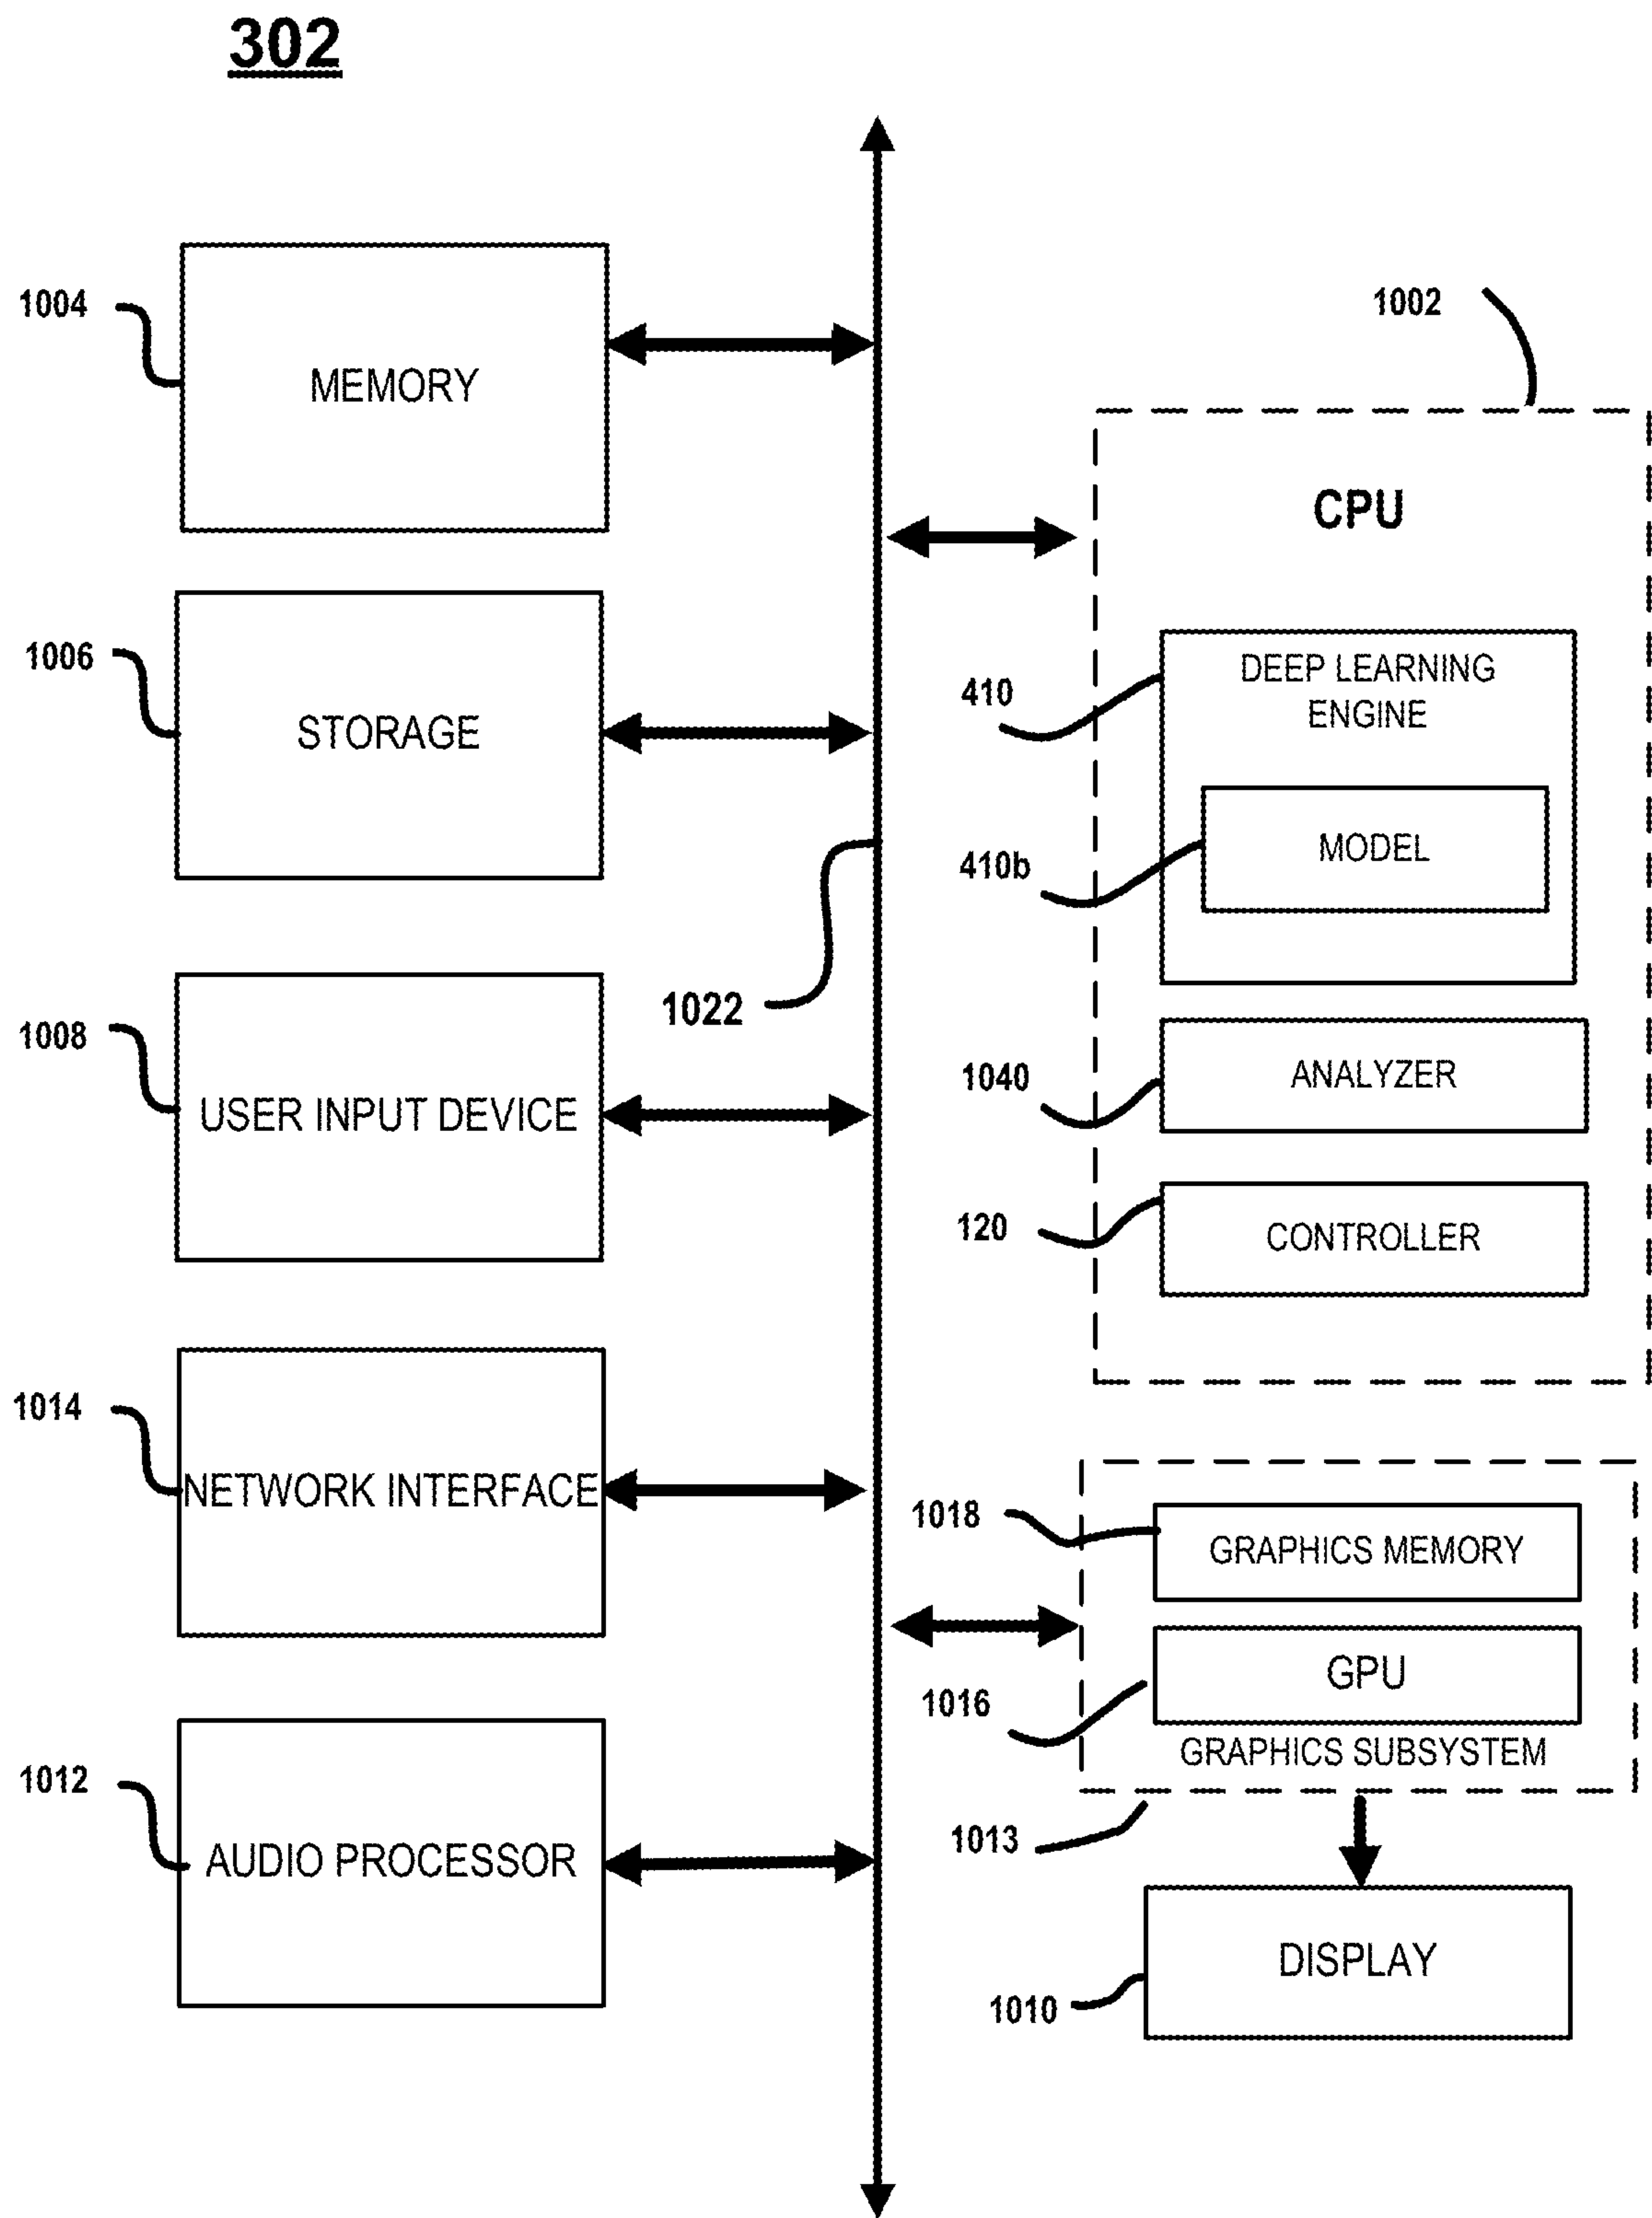 302
1004
MEMORY
1006
STORAGE
1008
USER INPUT DEVICE
1014
NETWORK INTERFACE
1012
AUDIO PROCESSOR
1022
1002
CPU
410
DEEP LEARNING
ENGINE
410b
MODEL
1040
ANALYZER
120
CONTROLLER
1018
GRAPHICS MEMORY
1016
GPU
GRAPHICS SUBSYSTEM
1013
DISPLAY
1010